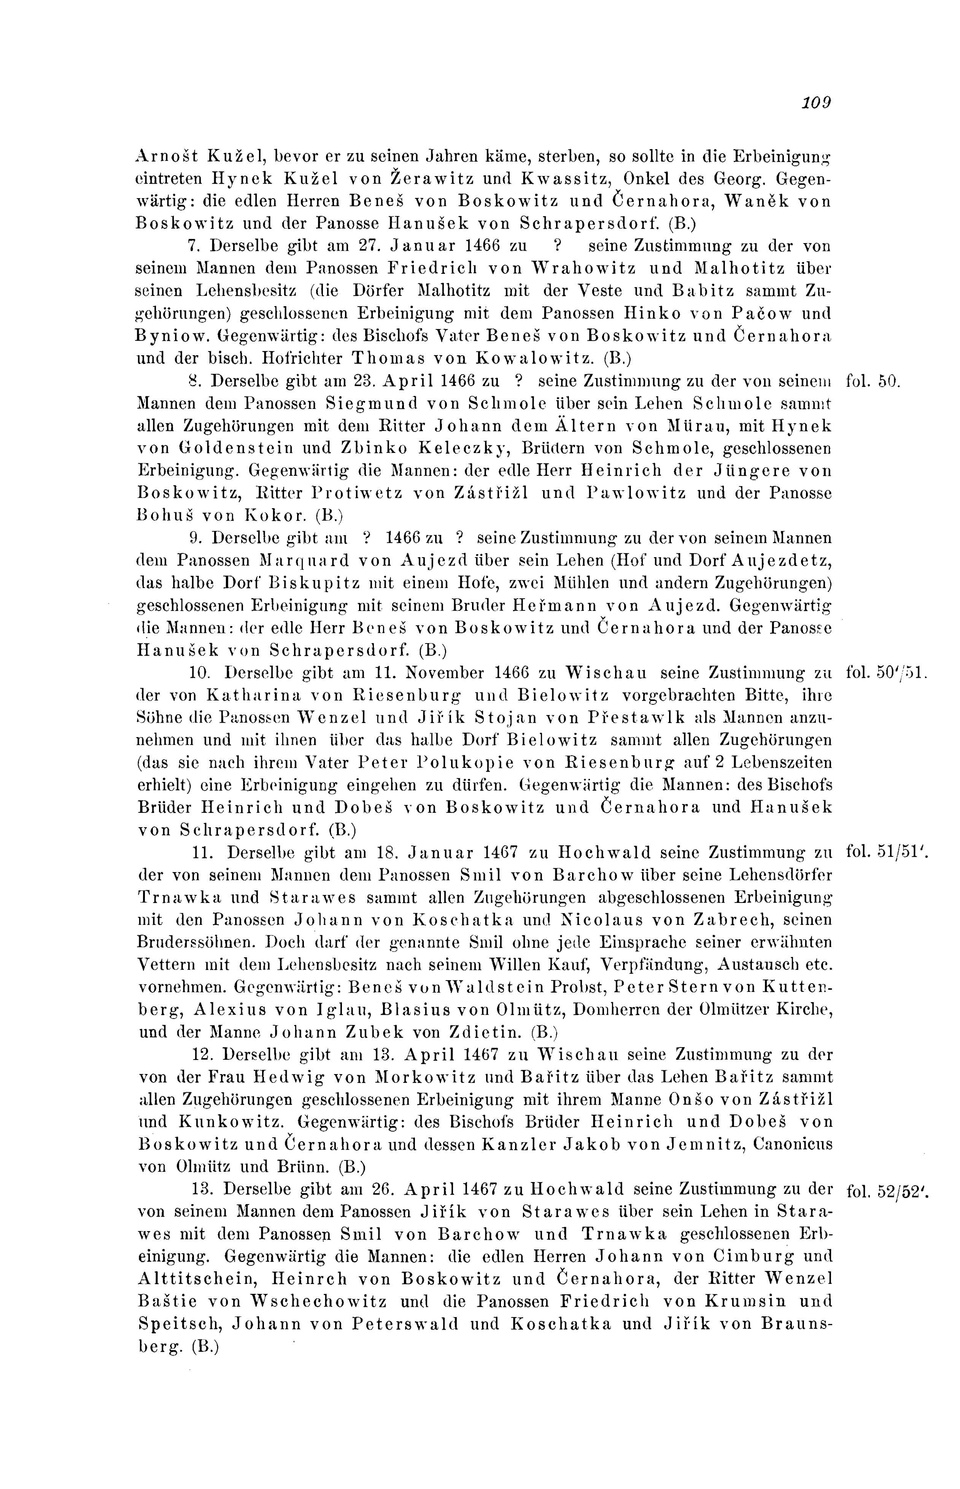 109
Arnošt Kužel, bevor er zu seinen Jahren käme, sterben, so sollte in die Erbeinigung
eintreten Hynek Kužel von Žerawitz und Kwassitz, Onkel des Georg. Gegen-
wärtig: die edlen Herren Beneš von Boskowitz und Černahora, Waněk von
Boskowitz und der Panosse Hanušek von Schrapersdorf. (B.)
7. Derselbe gibt am 27. Januar 1466 zu ? seine Zustimmung zu der von
seinem Mannen dem Panossen Friedrich von Wrahowitz und Malhotitz über
seinen Lehensbesitz (die Dörfer Malhotitz mit der Veste und Babitz sammt Zu-
gehörungen) geschlossenen Erbeinigung mit dem Panossen Hinko von Pačow und
Byniow. Gegenwärtig: des Bischofs Vater Beneš von Boskowitz und Černahora
und der bisch. Hofrichter Thomas von Kowalowitz. (B.)
8. Derselbe gibt am 23. April 1466 zu ? seine Zustimmung zu der von seinem fol. 50.
Mannen dem Panossen Siegmund von Schmole über sein Lehen Schmole sammt
allen Zugehörungen mit dem Ritter Johann dem Ältern von Mürau, mit Hynek
von Goldenstein und Zbinko Keleczky, Brüdern von Schmole, geschlossenen
Erbeinigung. Gegenwärtig die Mannen: der edle Herr Heinrich der Jüngere von
Boskowitz, Ritter Protiwetz von Zástřižl und Pawlowitz und der Panosse
Bohuš von Kokor. (B.)
9. Derselbe gibt am ? 1466 zu ? seine Zustimmung zu der von seinem Mannen
dem Panossen Marquard von Aujezd über sein Lehen (Hof und Dorf Aujezdetz,
das halbe Dorf Biskupitz mit einem Hofe, zwei Mühlen und andern Zugehörungen)
geschlossenen Erbeinigung mit seinem Bruder Heřmann von Aujezd. Gegenwärtig
die Mannen: der edle Herr Beneš von Boskowitz und Černahora und der Panosse
Hanušek von Schrapersdorf. (B.)
10. Derselbe gibt am 11. November 1466 zu Wischau seine Zustimmung zu fol. 50'/51.
der von Katharina von Riesenburg und Bielowitz vorgebrachten Bitte, ihre
Söhne die Panossen Wenzel und Jiřík Stojan von Přestawlk als Mannen anzu-
nehmen und mit ihnen über das halbe Dorf Bielowitz sammt allen Zugehörungen
(das sie nach ihrem Vater Peter Polukopie von Riesenburg auf 2 Lebenszeiten
erhielt) eine Erbeinigung eingehen zu dürfen. Gegenwärtig die Mannen: des Bischofs
Brüder Heinrich und Dobeš von Boskowitz und Černahora und Hanušek
von Schrapersdorf. (B.)
11. Derselbe gibt am 18. Januar 1467 zu Hochwald seine Zustimmung zu fol. 51/51'.
der von seinem Mannen dem Panossen Smil von Barchow über seine Lehensdörfer
Trnawka und Starawes sammt allen Zugehörungen abgeschlossenen Erbeinigung
mit den Panossen Johann von Koschatka und Nicolaus von Zabrech, seinen
Bruderssöhnen. Doch darf der genannte Smil ohne jede Einsprache seiner erwähnten
Vettern mit dem Lehensbesitz nach seinem Willen Kauf, Verpfändung, Austausch etc.
vornehmen. Gegenwärtig: Beneš von Waldstein Probst, Peter Stern von Kutten-
berg, Alexius von Iglau, Blasius von Olmütz, Domherren der Olmützer Kirche,
und der Manne Johann Zubek von Zdietin. (B.)
12. Derselbe gibt am 13. April 1467 zu Wischau seine Zustimmung zu der
von der Frau Hedwig von Morkowitz und Bařitz über das Lehen Bařitz sammt
allen Zugehörungen geschlossenen Erbeinigung mit ihrem Manne Onšo von Zástřižl
und Kunkowitz. Gegenwärtig: des Bischofs Brüder Heinrich und Dobeš von
Boskowitz und Černahora und dessen Kanzler Jakob von Jemnitz, Canonicus
von Olmütz und Brünn. (B.)
13. Derselbe gibt am 26. April 1467 zu Hochwald seine Zustimmung zu der fol. 52/52'.
von seinem Mannen dem Panossen Jiřík von Starawes über sein Lehen in Stara-
wes mit dem Panossen Smil von Barchow und Trnawka geschlossenen Erb-
einigung. Gegenwärtig die Mannen: die edlen Herren Johann von Cimburg und
Alttitschein, Heinrch von Boskowitz und Černahora, der Ritter Wenzel
Baštie von Wschechowitz und die Panossen Friedrich von Krumsin und
Speitsch, Johann von Peterswald und Koschatka und Jiřík von Brauns-
berg. (B.)